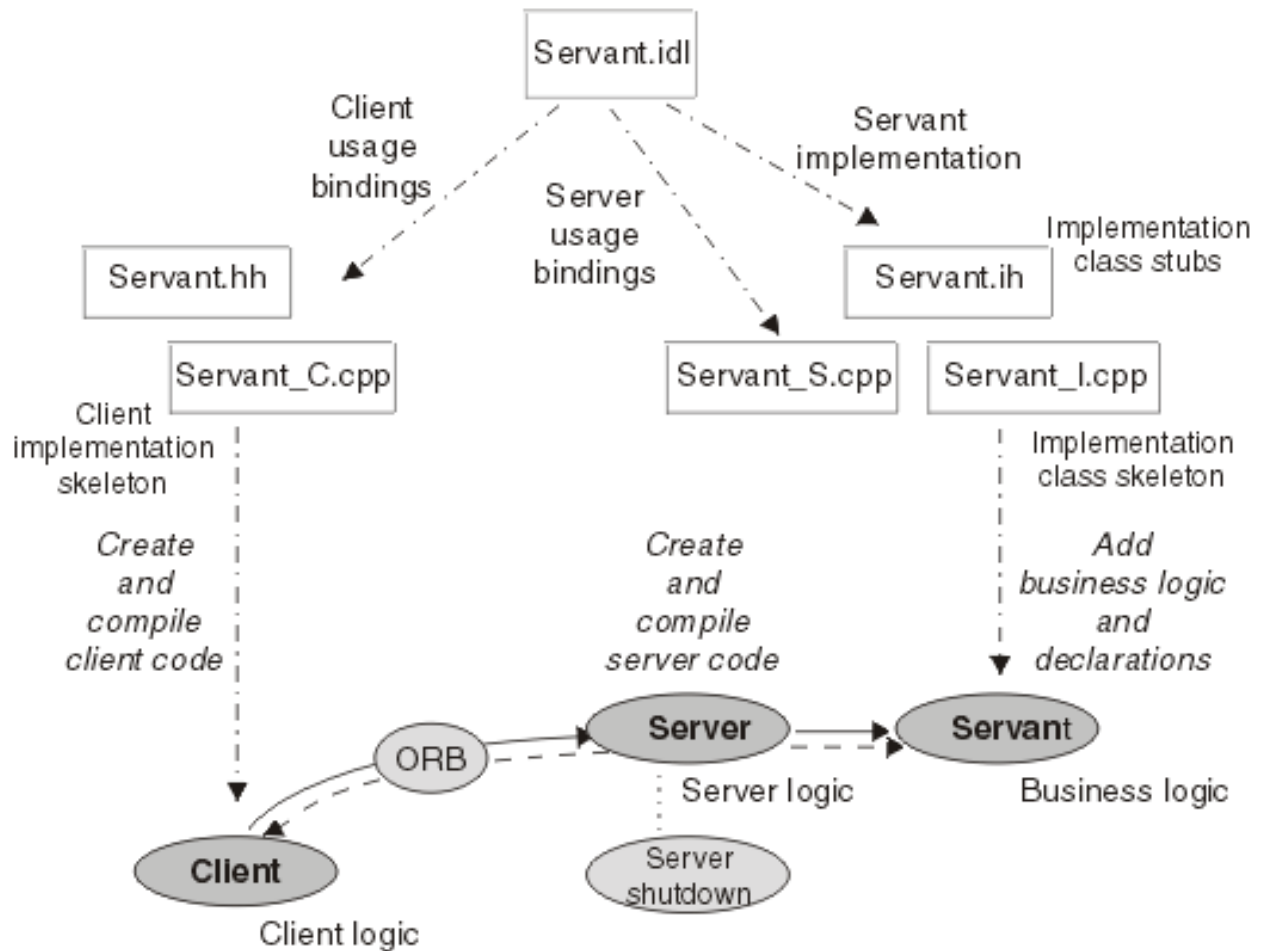 Servant.idl
Client
usage
bindings
Servant
implementation
Server
usage
bindings
Implementation
class stubs
Servant.hh
Servant.ih
Servant_C.cpp
Servant_S.cpp
Servant_I.cpp
Client
implementation
skeleton
Implementation
class skeleton
Create
and
compile
client code
Create
and
compile
server code
Add
business logic
and
declarations
ORB
Server
Servant
Server logic
Business logic
Client
Server
shutdown
Client logic